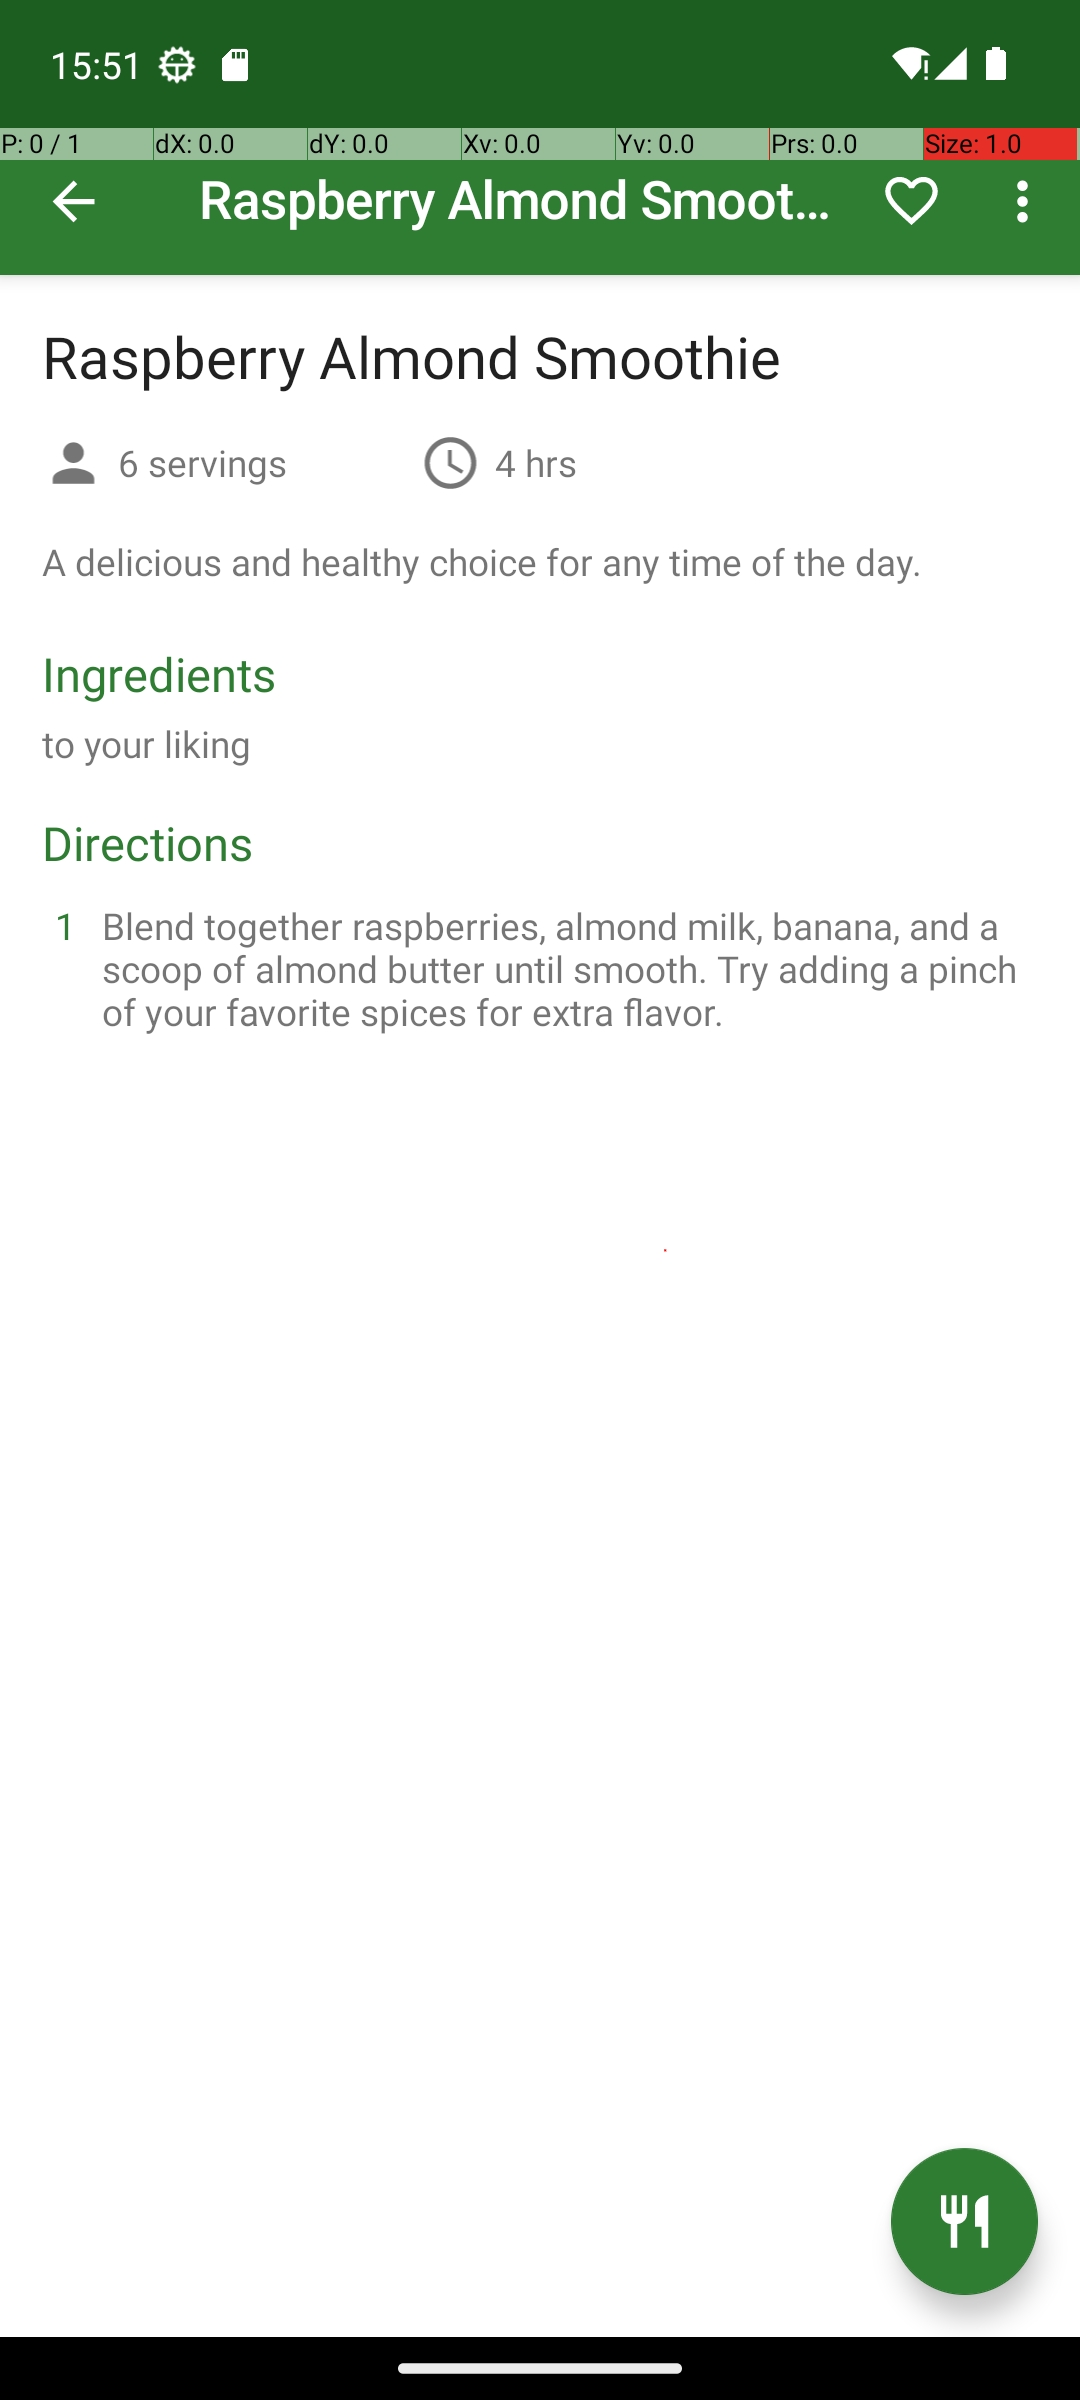 15:51
P: 0 / 1 dX: 0.0 dY: 0.0 Xv: 0.0 Yv: 0.0 Prs: 0.0 Size: 1.0
Raspberry Almond Smoot...
Raspberry Almond Smoothie
6 servings 4 hrs
A delicious and healthy choice for any time of the day.
Ingredients
to your liking
Directions
1 Blend together raspberries, almond milk, banana, and a
scoop of almond butter until smooth. Try adding a pinch
of your favorite spices for extra flavor.